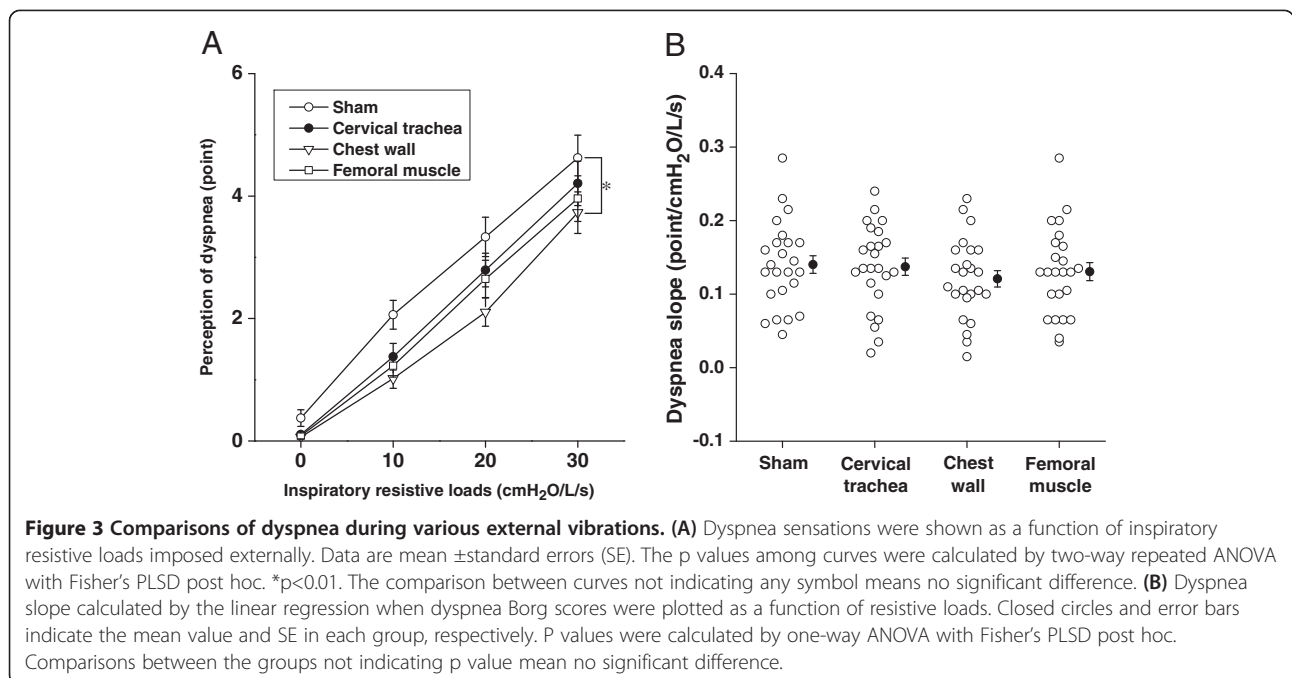 A
6
4
2
0
Perception of dyspnea (point)
Sham
Cervical trachea
Chest wall
Femoral muscle
*
0 10 20 30
Inspiratory resistive loads (cmH₂O/L/s)
B
0.4
0.3
0.2
0.1
0.0
-0.1
Dyspnea slope (point/cmH₂O/L/s)
Sham Cervical Chest Femoral
trachea wall muscle
Figure 3 Comparisons of dyspnea during various external vibrations. (A) Dyspnea sensations were shown as a function of inspiratory
resistive loads imposed externally. Data are mean ±standard errors (SE). The p values among curves were calculated by two-way repeated ANOVA
with Fisher's PLSD post hoc. *p<0.01. The comparison between curves not indicating any symbol means no significant difference. (B) Dyspnea
slope calculated by the linear regression when dyspnea Borg scores were plotted as a function of resistive loads. Closed circles and error bars
indicate the mean value and SE in each group, respectively. P values were calculated by one-way ANOVA with Fisher's PLSD post hoc.
Comparisons between the groups not indicating p value mean no significant difference.